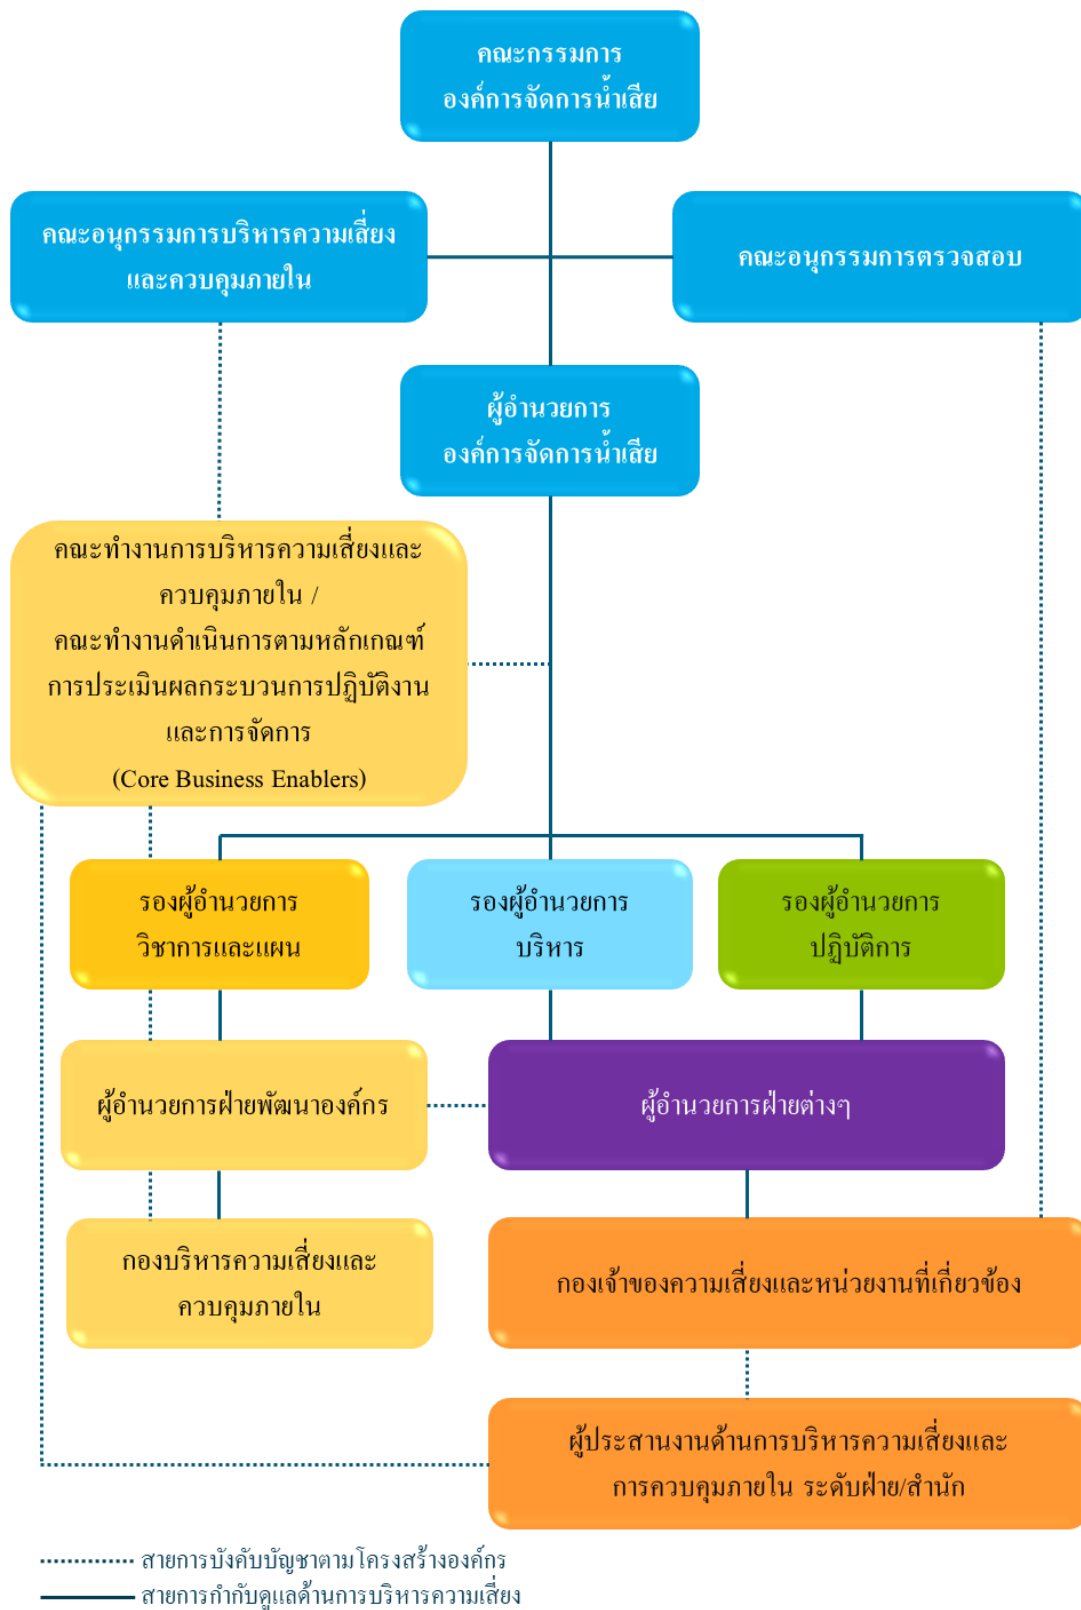 คณะกรรมการ
องค์การจัดการน้ำเสีย
คณะอนุกรรมการบริหารความเสี่ยง
และควบคุมภายใน
คณะอนุกรรมการตรวจสอบ
ผู้อำนวยการ
องค์การจัดการน้ำเสีย
คณะทำงานการบริหารความเสี่ยงและ
ควบคุมภายใน /
คณะทำงานดำเนินการตามหลักเกณฑ์
การประเมินผลกระบวนการปฏิบัติงาน
และการจัดการ
(Core Business Enablers)
รองผู้อำนวยการ
วิชาการและแผน
รองผู้อำนวยการ
บริหาร
รองผู้อำนวยการ
ปฏิบัติการ
ผู้อำนวยการฝ่ายพัฒนาองค์กร
ผู้อำนวยการฝ่ายต่างๆ
กองบริหารความเสี่ยงและ
ควบคุมภายใน
กองเจ้าของความเสี่ยงและหน่วยงานที่เกี่ยวข้อง
ผู้ประสานงานด้านการบริหารความเสี่ยงและ
การควบคุมภายใน ระดับฝ่าย/สำนัก
สายการบังคับบัญชาตามโครงสร้างองค์กร
สายการกำกับดูแลด้านการบริหารความเสี่ยง